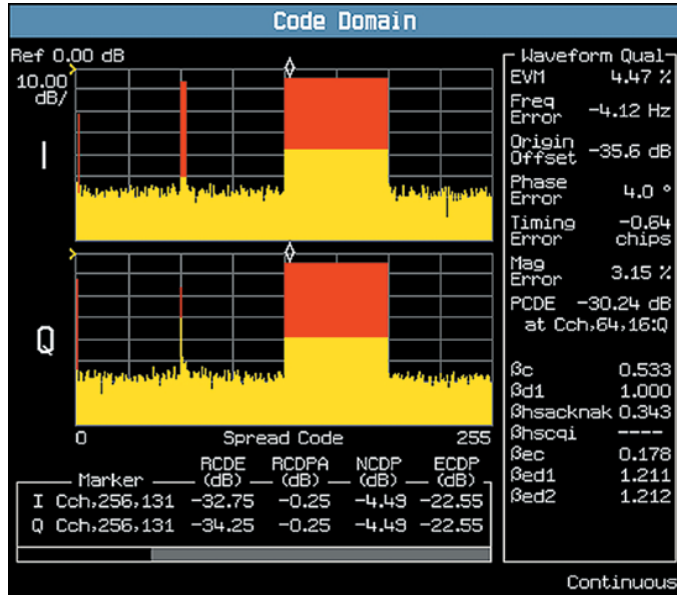 Code Domain
Ref 0.00 dB
10.00
dB/
I
Q
0 Spread Code 255
Waveform Qual
EVM 4.47 %
Freq
Error -4.12 Hz
Origin
Offset -35.6 dB
Phase
Error 4.0 °
Timing -0.64
Error chips
Mag
Error 3.15 %
PCDE -30.24 dB
at Cch,64,16:Q
βc 0.533
βd1 1.000
βhsacknak 0.343
βhscqi ----
βec 0.178
βed1 1.211
βed2 1.212
RCDE RCDPA NCDP ECDP
Marker (dB) (dB) (dB) (dB)
I Cch,256,131 -32.75 -0.25 -4.49 -22.55
Q Cch,256,131 -34.25 -0.25 -4.49 -22.55
Continuous